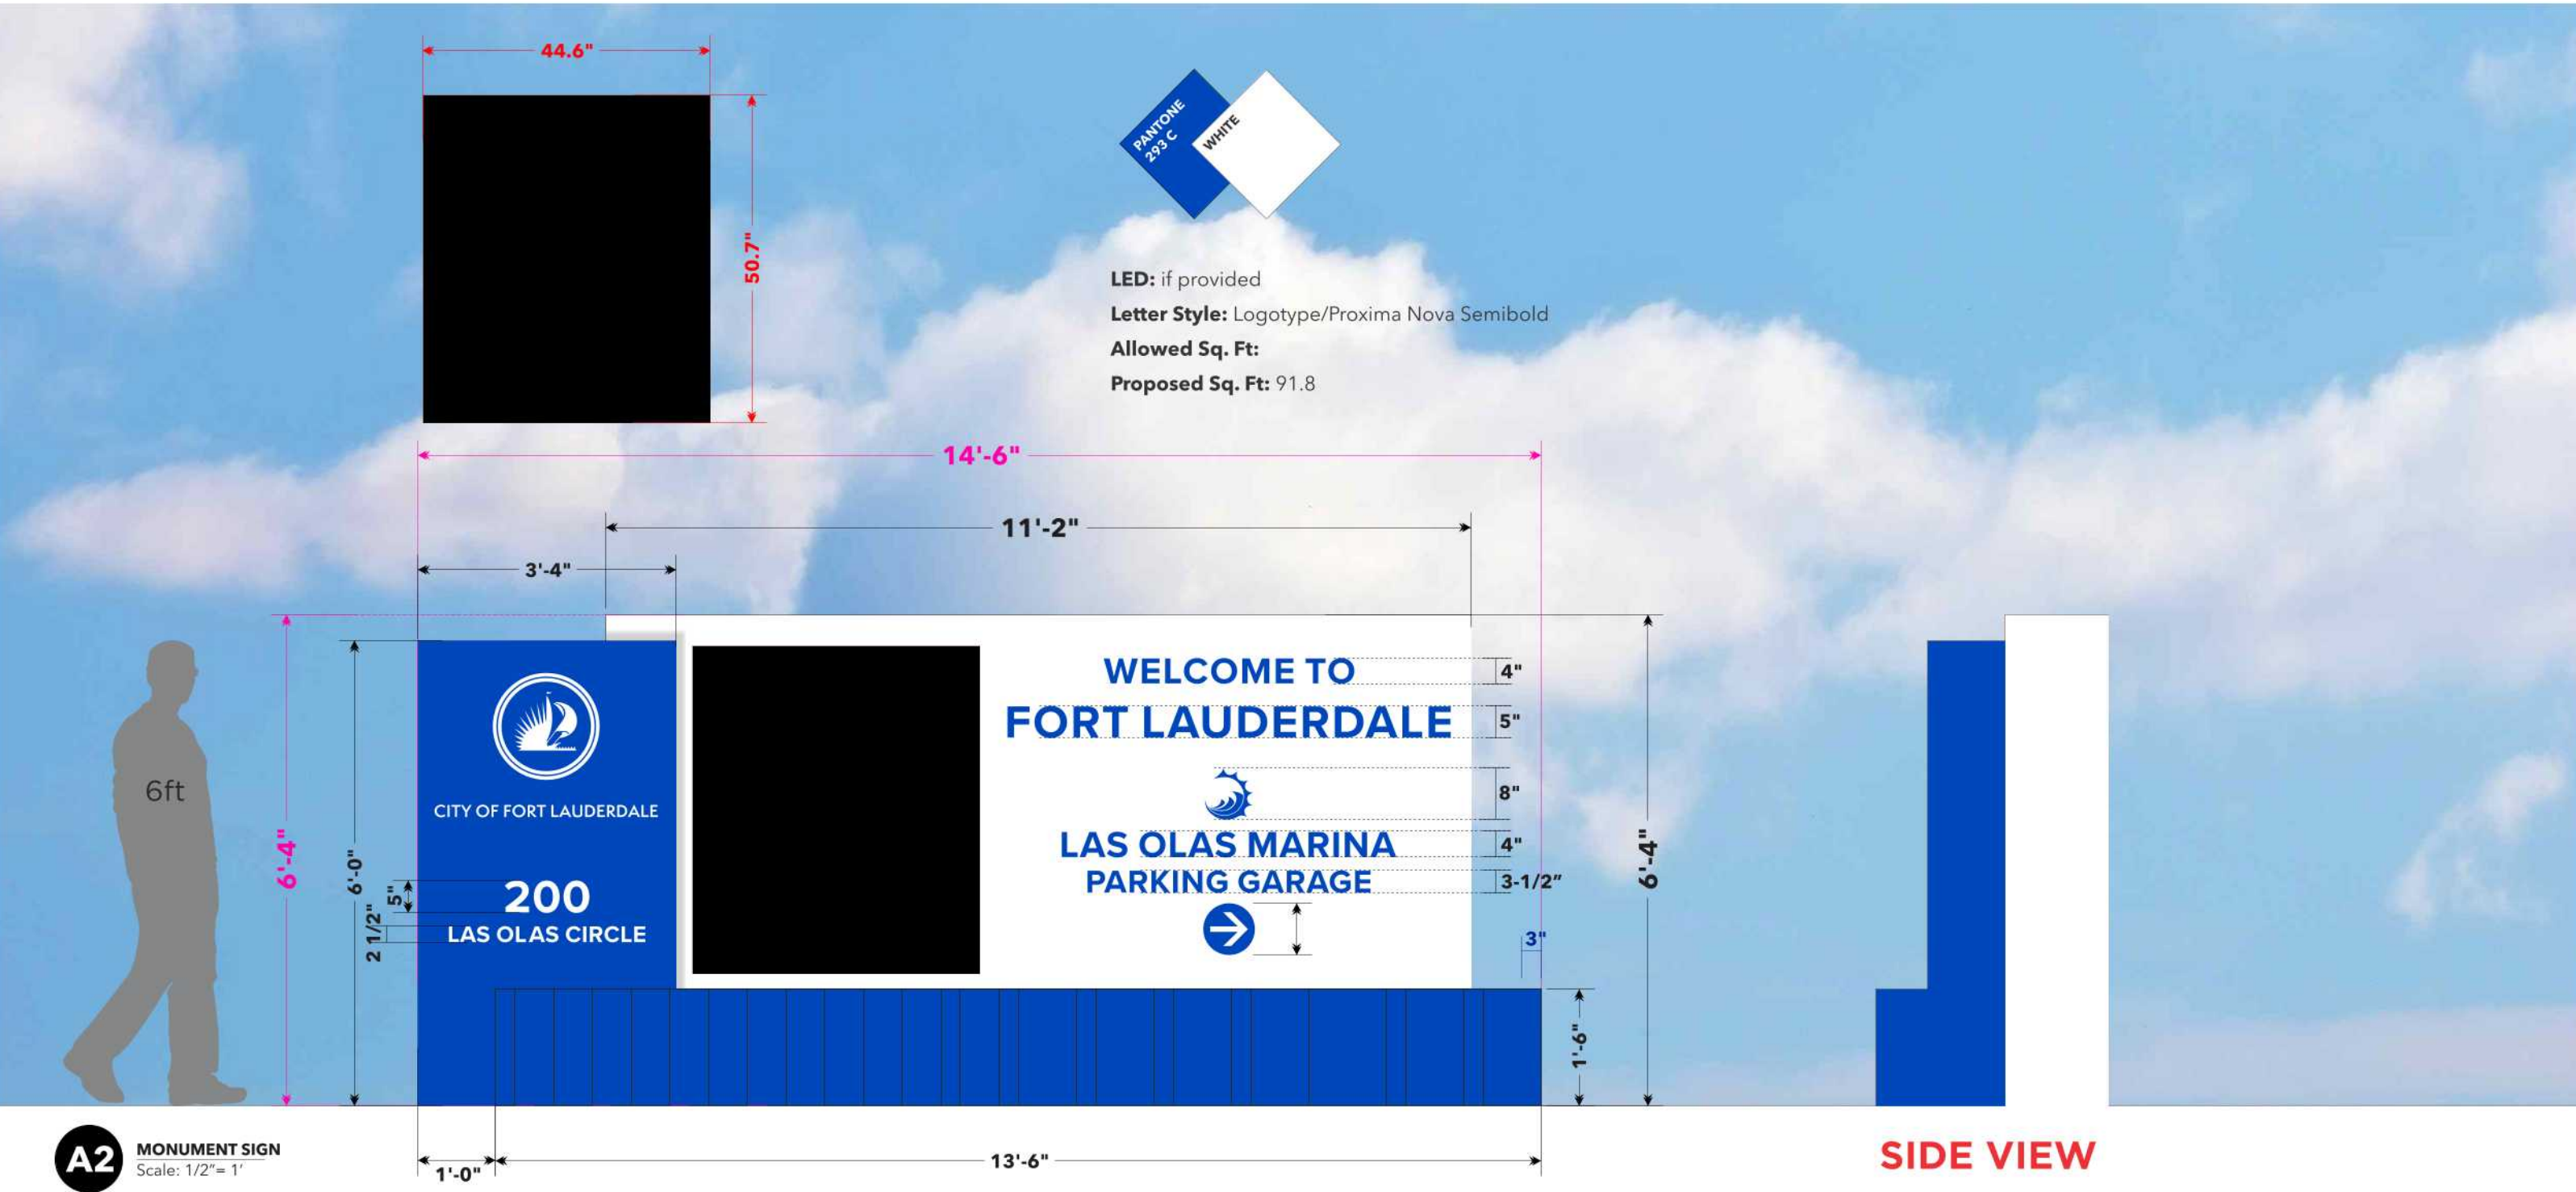 44.6"
50.7"
PANTONE
293 C
WHITE
LED: if provided
Letter Style: Logotype/Proxima Nova Semibold
Allowed Sq. Ft:
Proposed Sq. Ft: 91.8
14'-6"
11'-2"
3'-4"
6ft
6'-4"
6'-0"
5"
2 1/2"
CITY OF FORT LAUDERDALE
200
LAS OLAS CIRCLE
WELCOME TO
FORT LAUDERDALE
LAS OLAS MARINA
PARKING GARAGE
4"
5"
8"
4"
3-1/2”
3"
6'-4"
1'-6"
1'-0"
13'-6"
A2
MONUMENT SIGN
Scale: 1/2”= 1’
SIDE VIEW